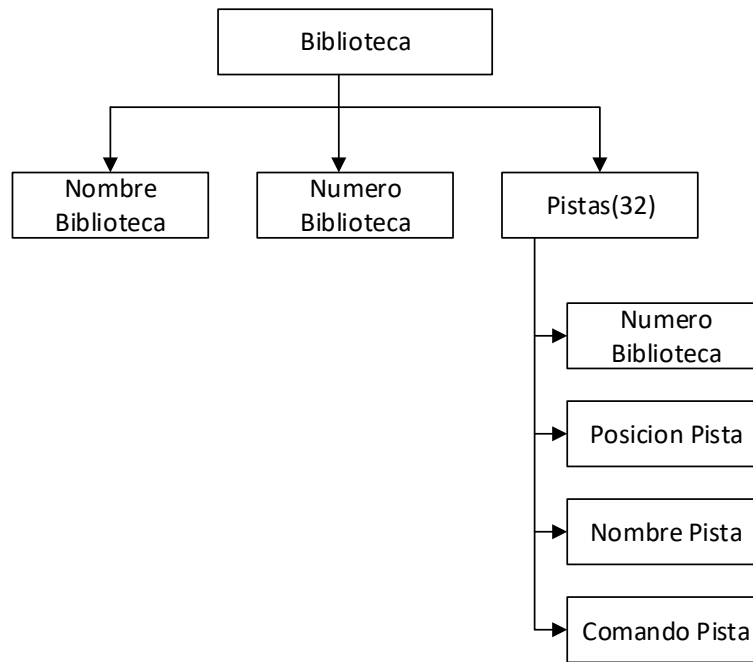 Biblioteca
Nombre
Biblioteca
Numero
Biblioteca
Pistas(32)
Numero
Biblioteca
Posicion Pista
Nombre Pista
Comando Pista